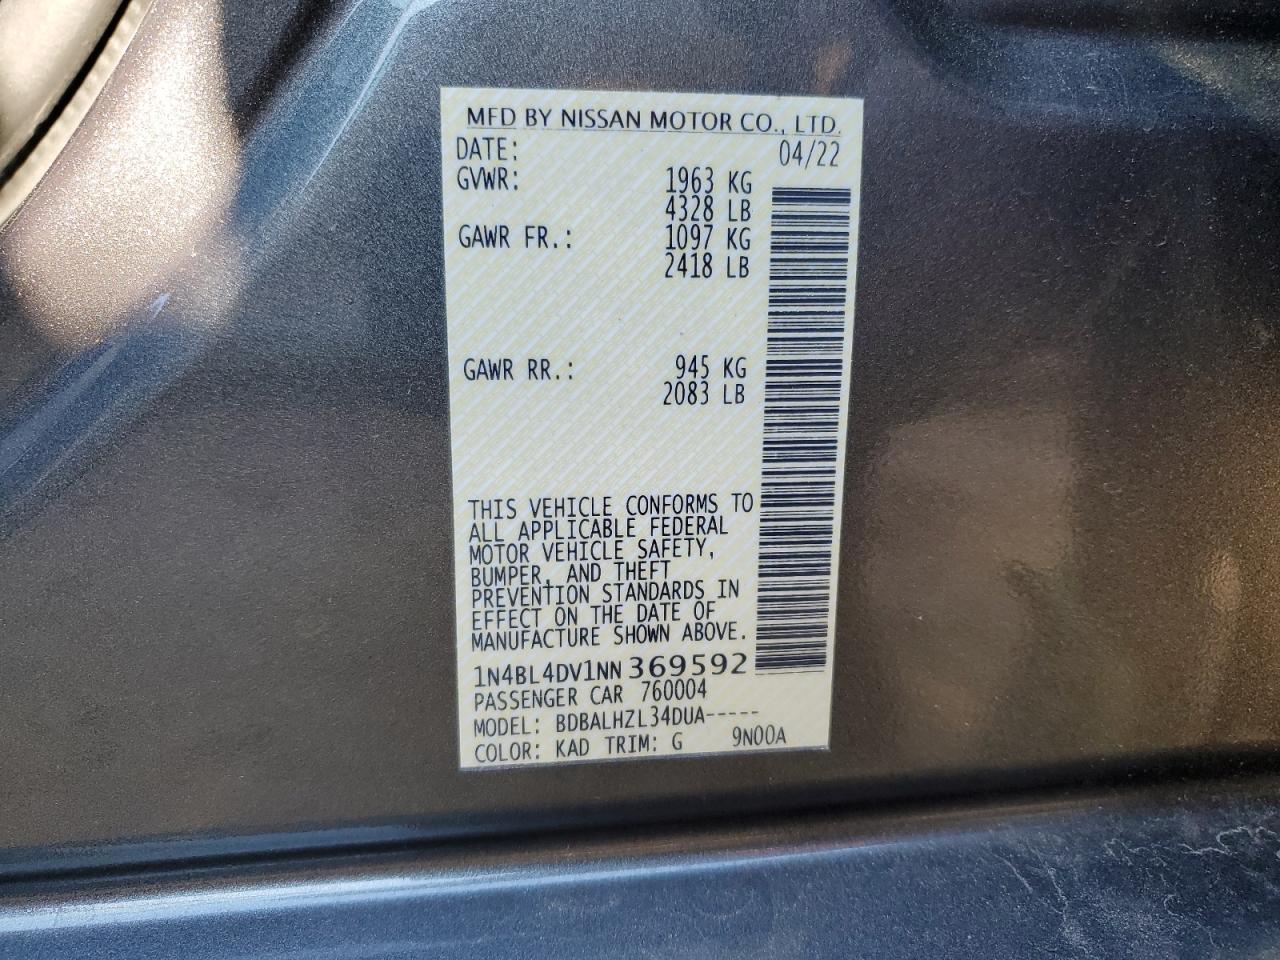 MFD BY NISSAN MOTOR CO., LTD.
DATE: 04/22
GVWR: 1963 KG
4328 LB
GAWR FR.: 1097 KG
2418 LB
GAWR RR.: 945 KG
2083 LB
THIS VEHICLE CONFORMS TO
ALL APPLICABLE FEDERAL
MOTOR VEHICLE SAFETY,
BUMPER, AND THEFT
PREVENTION STANDARDS IN
EFFECT ON THE DATE OF
MANUFACTURE SHOWN ABOVE.
1N4BL4DV1NN369592
PASSENGER CAR 760004
MODEL: BDBALHZL34DUA-----
COLOR: KAD TRIM: G 9N00A